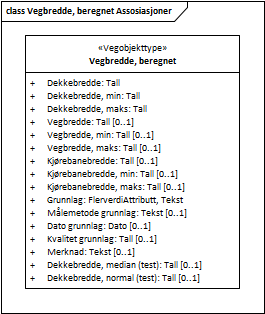 class Vegbredde, beregnet Assosiasjoner
«Vegobjekttype»
Vegbredde, beregnet
+ Dekkebredde: Tall
+ Dekkebredde, min: Tall
+ Dekkebredde, maks: Tall
+ Vegbredde: Tall [0..1]
+ Vegbredde, min: Tall [0..1]
+ Vegbredde, maks: Tall [0..1]
+ Kjørebanebredde: Tall [0..1]
+ Kjørebanebredde, min: Tall [0..1]
+ Kjørebanebredde, maks: Tall [0..1]
+ Grunnlag: FlerverdiAttributt, Tekst
+ Målemetode grunnlag: Tekst [0..1]
+ Dato grunnlag: Dato [0..1]
+ Kvalitet grunnlag: Tall [0..1]
+ Merknad: Tekst [0..1]
+ Dekkebredde, median (test): Tall [0..1]
+ Dekkebredde, normal (test): Tall [0..1]